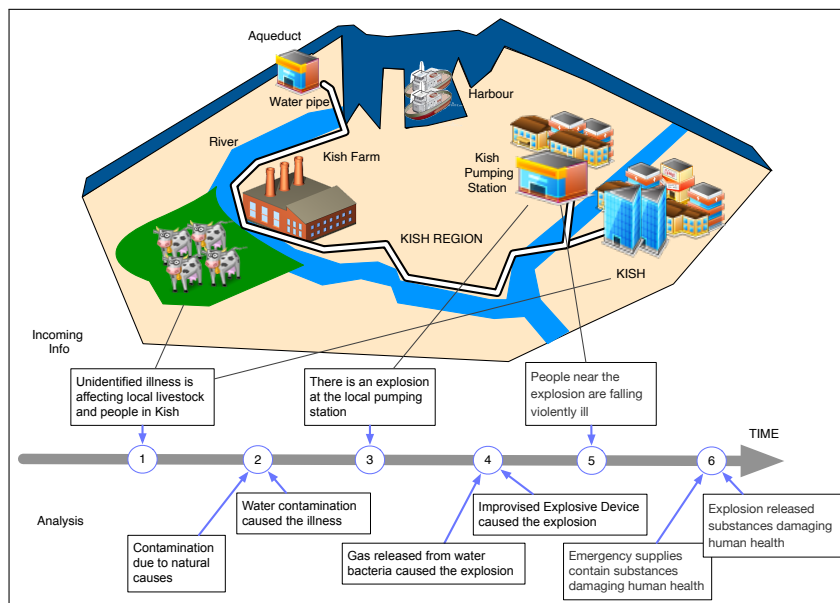 Aqueduct
Water pipe
Harbour
River
Kish Farm
Kish
Pumping
Station
KISH REGION
KISH
Incoming
Info
Unidentified illness is
affecting local livestock
and people in Kish
There is an explosion
at the local pumping
station
People near the
explosion are falling
violently ill
TIME
1
2
3
4
5
6
Analysis
Contamination
due to natural
causes
Water contamination
caused the illness
Gas released from water
bacteria caused the explosion
Improvised Explosive Device
caused the explosion
Emergency supplies
contain substances
damaging human health
Explosion released
substances damaging
human health